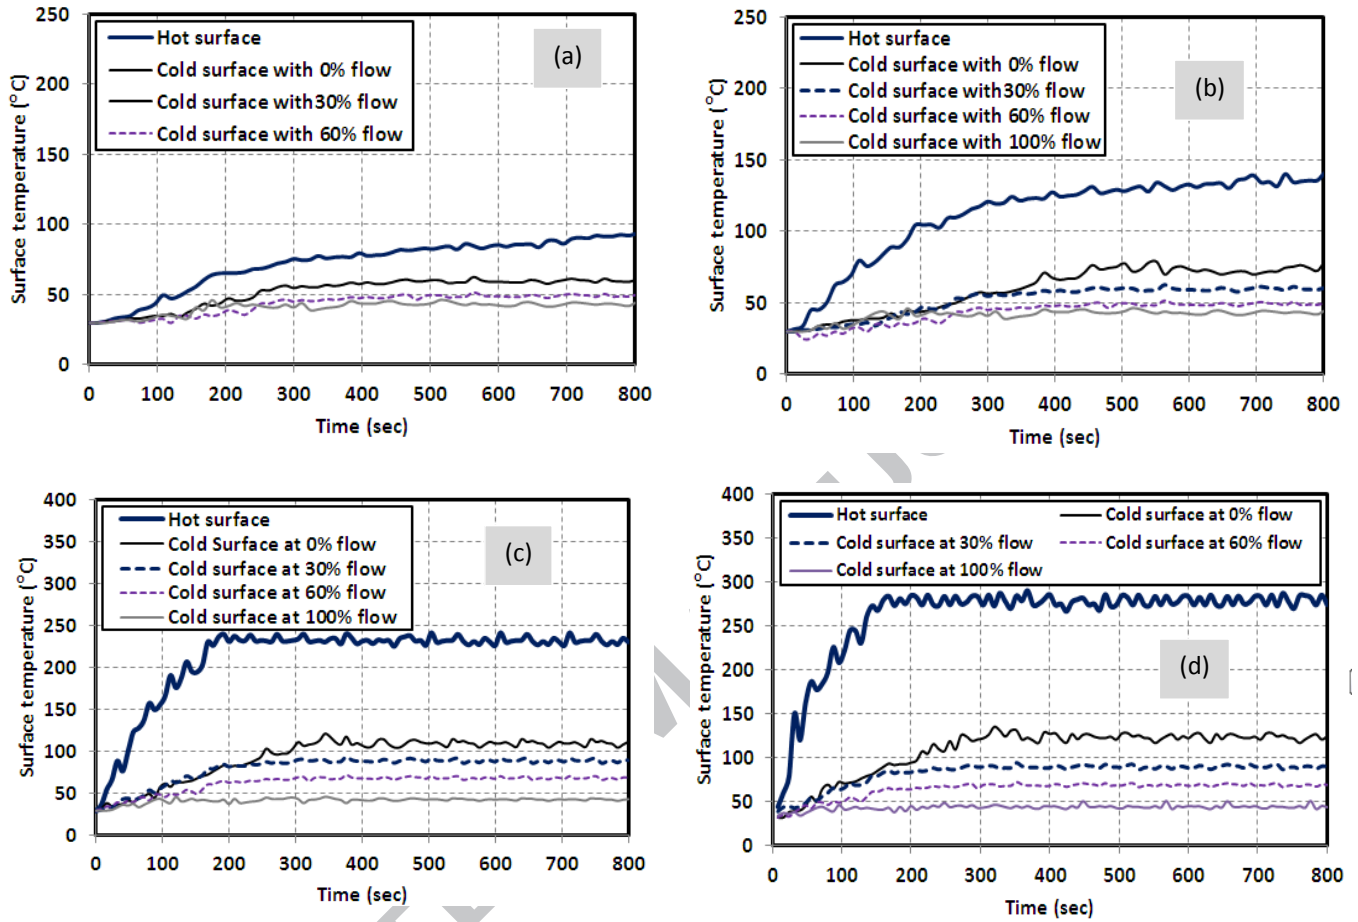 250
200
150
100
50
0
Surface temperature (°C)
Hot surface
Cold surface with 0% flow
Cold surface with30% flow
Cold surface with 60% flow
(a)
0 100 200 300 400 500 600 700 800
Time (sec)
250
200
150
100
50
0
Surface temperature (°C)
Hot surface
Cold surface with 0% flow
Cold surface with30% flow
Cold surface with 60% flow
Cold surface with 100% flow
(b)
0 100 200 300 400 500 600 700 800
Time (sec)
400
350
300
250
200
150
100
50
0
Surface temperature (°C)
Hot surface
Cold Surface at 0% flow
Cold surface at 30% flow
Cold surface at 60% flow
Cold surface at 100% flow
(c)
0 100 200 300 400 500 600 700 800
Time (sec)
400
350
300
250
200
150
100
50
0
Surface temperature (°C)
Hot surface Cold surface at 0% flow
Cold surface at 30% flow Cold surface at 60% flow
Cold surface at 100% flow
(d)
0 100 200 300 400 500 600 700 800
Time (sec)